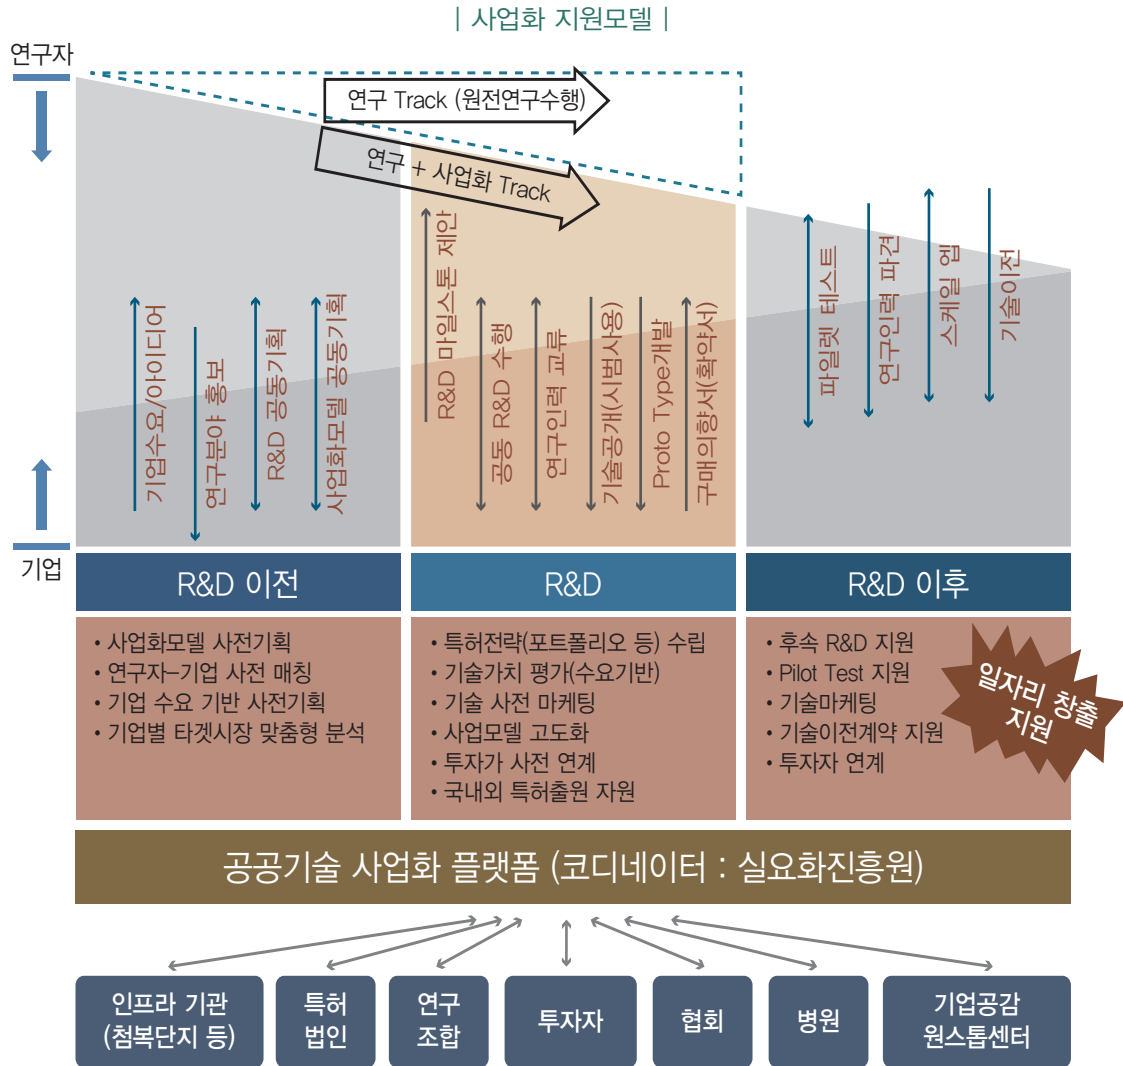 | 사업화 지원모델 |
연구자
연구 Track (원전연구수행)
연구 + 사업화 Track
기업수요/아이디어
연구분야 홍보
R&D 공동기획
사업화모델 공동기획
R&D 마일스톤 제안
공동 R&D 수행
연구인력 교류
기술공개(시범사용)
Proto Type개발
구매의향서(확약서)
파일렛 테스트
연구인력 파견
스케일 엡
기술이전
기업
R&D 이전
R&D
R&D 이후
• 사업화모델 사전기획
• 연구자-기업 사전 매칭
• 기업 수요 기반 사전기획
• 기업별 타겟시장 맞춤형 분석
• 특허전략(포트폴리오 등) 수립
• 기술가치 평가(수요기반)
• 기술 사전 마케팅
• 사업모델 고도화
• 투자가 사전 연계
• 국내외 특허출원 자원
• 후속 R&D 지원
• Pilot Test 지원
• 기술마케팅
• 기술이전계약 지원
• 투자자 연계
일자리 창출
지원
공공기술 사업화 플랫폼 (코디네이터 : 실요화진흥원)
인프라 기관
(첨복단지 등)
특허
법인
연구
조합
투자자
협회
병원
기업공감
원스톱센터